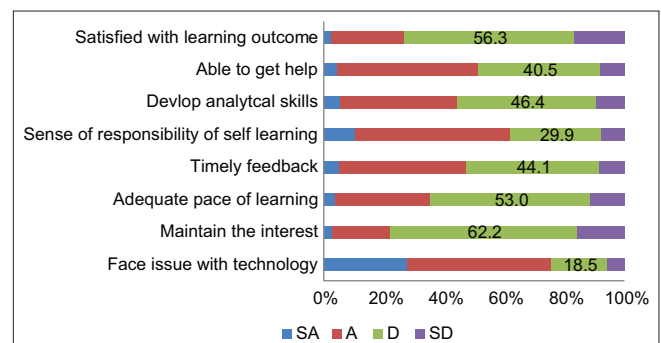 Satisfied with learning outcome 56.3
Able to get help 40.5
Devlop analytcal skills 46.4
Sense of responsibility of self learning 29.9
Timely feedback 44.1
Adequate pace of learning 53.0
Maintain the interest 62.2
Face issue with technology 18.5
0% 20% 40% 60% 80% 100%
SA A D SD